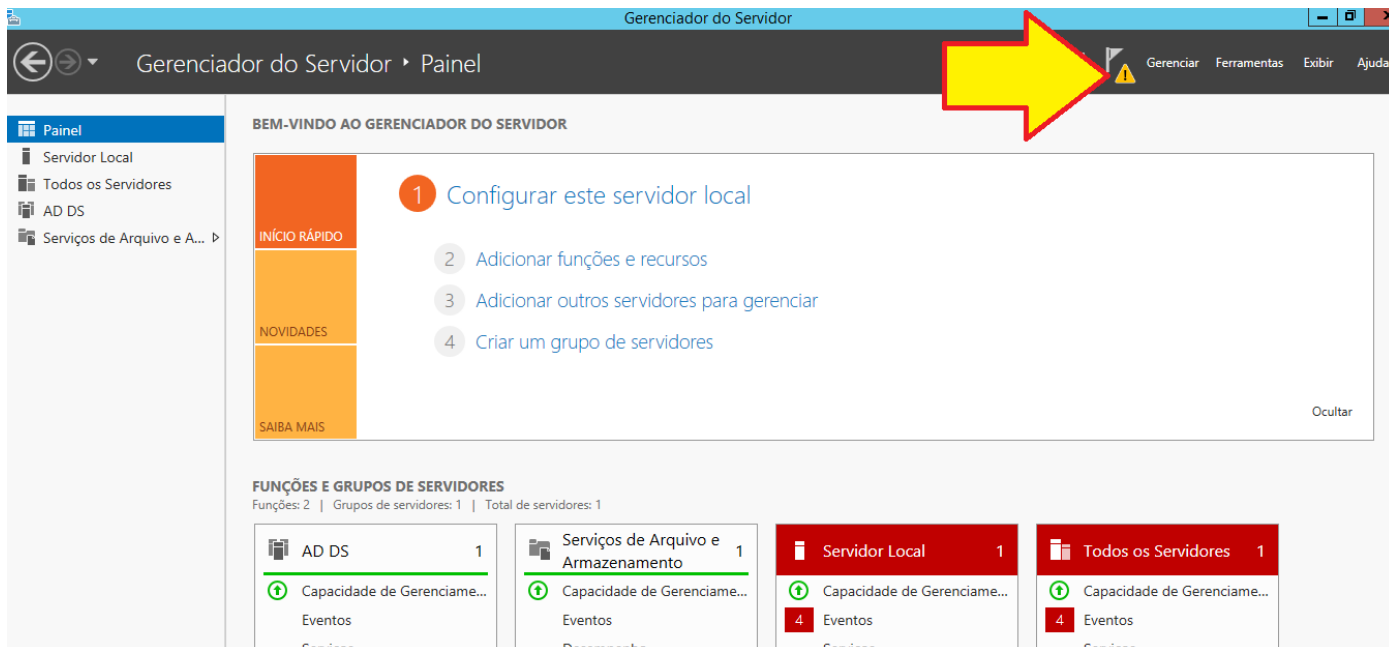 Gerenciador do Servidor
Gerenciador do Servidor ‣ Painel
Gerenciar Ferramentas Exibir Ajuda
Painel
Servidor Local
Todos os Servidores
AD DS
Serviços de Arquivo e A...
BEM-VINDO AO GERENCIADOR DO SERVIDOR
INÍCIO RÁPIDO
NOVIDADES
SAIBA MAIS
1 Configurar este servidor local
2 Adicionar funções e recursos
3 Adicionar outros servidores para gerenciar
4 Criar um grupo de servidores
Ocultar
FUNÇÕES E GRUPOS DE SERVIDORES
Funções: 2 | Grupos de servidores: 1 | Total de servidores: 1
AD DS 1
Capacidade de Gerenciame...
Eventos
Serviços de Arquivo e
Armazenamento 1
Capacidade de Gerenciame...
Eventos
Servidor Local 1
Capacidade de Gerenciame...
4 Eventos
Todos os Servidores 1
Capacidade de Gerenciame...
4 Eventos